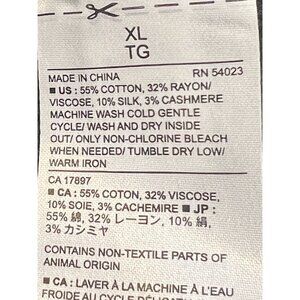 XL
TG
MADE IN CHINA RN 54023
■ US : 55% COTTON, 32% RAYON/
VISCOSE, 10% SILK, 3% CASHMERE
MACHINE WASH COLD GENTLE
CYCLE/ WASH AND DRY INSIDE
OUT/ ONLY NON-CHLORINE BLEACH
WHEN NEEDED/ TUMBLE DRY LOW/
WARM IRON
CA 17897
■ CA : 55% COTTON, 32% VISCOSE,
10% SOIE, 3% CACHEMIRE ■ JP :
55% 綿, 32% レーヨン, 10% 絹,
3% カシミヤ
CONTAINS NON-TEXTILE PARTS OF
ANIMAL ORIGIN
■ CA : LAVER À LA MACHINE À L'EAU
FROIDE AU CYCLE DÉLICAT/